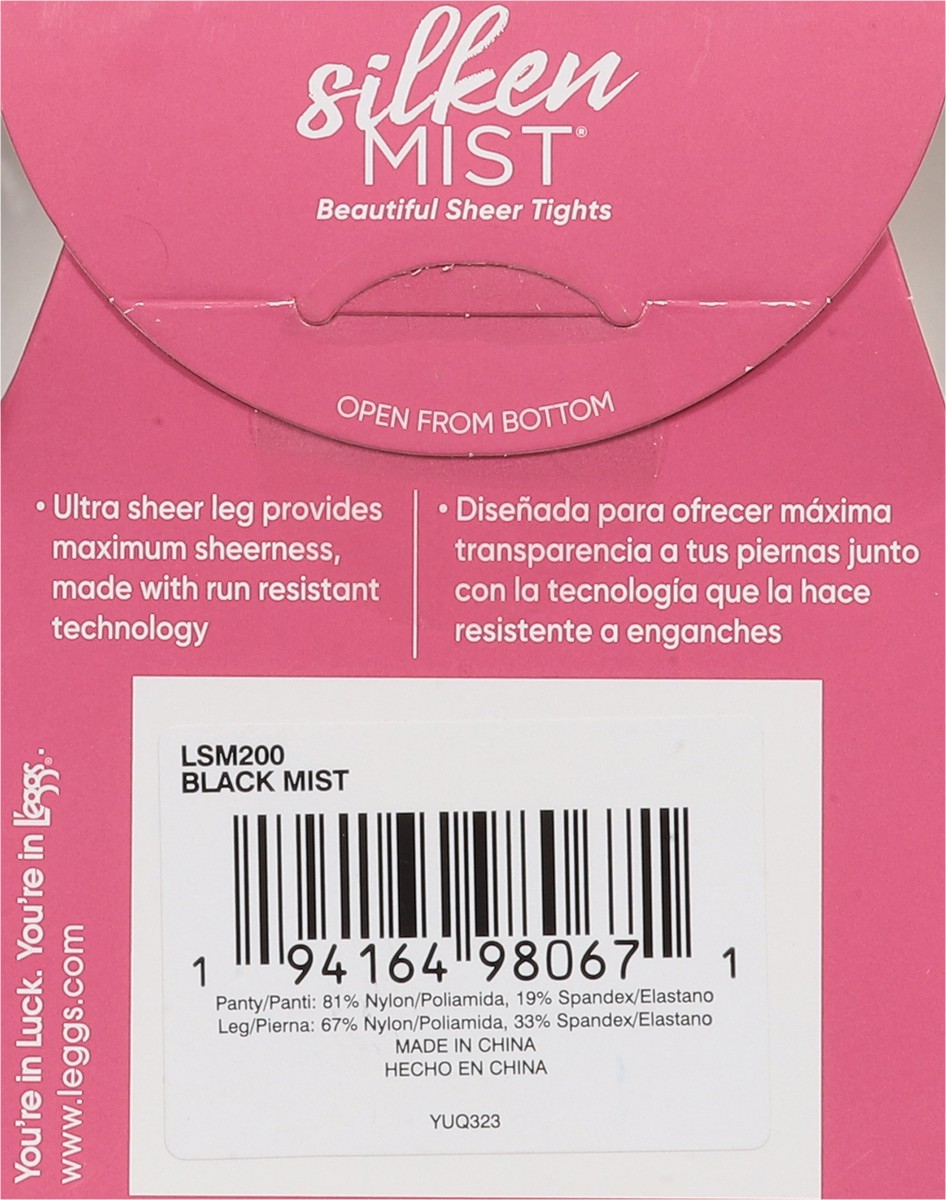 silken
MIST®
Beautiful Sheer Tights
OPEN FROM BOTTOM
• Ultra sheer leg provides
maximum sheerness,
made with run resistant
technology
• Diseñada para ofrecer máxima
transparencia a tus piernas junto
con la tecnología que la hace
resistente a enganches
LSM200
BLACK MIST
1 94164 98067 1
Panty/Panti: 81% Nylon/Poliamida, 19% Spandex/Elastano
Leg/Pierna: 67% Nylon/Poliamida, 33% Spandex/Elastano
MADE IN CHINA
HECHO EN CHINA
YUQ323
You're in Luck. You're in L'eggs®.
www.leggs.com